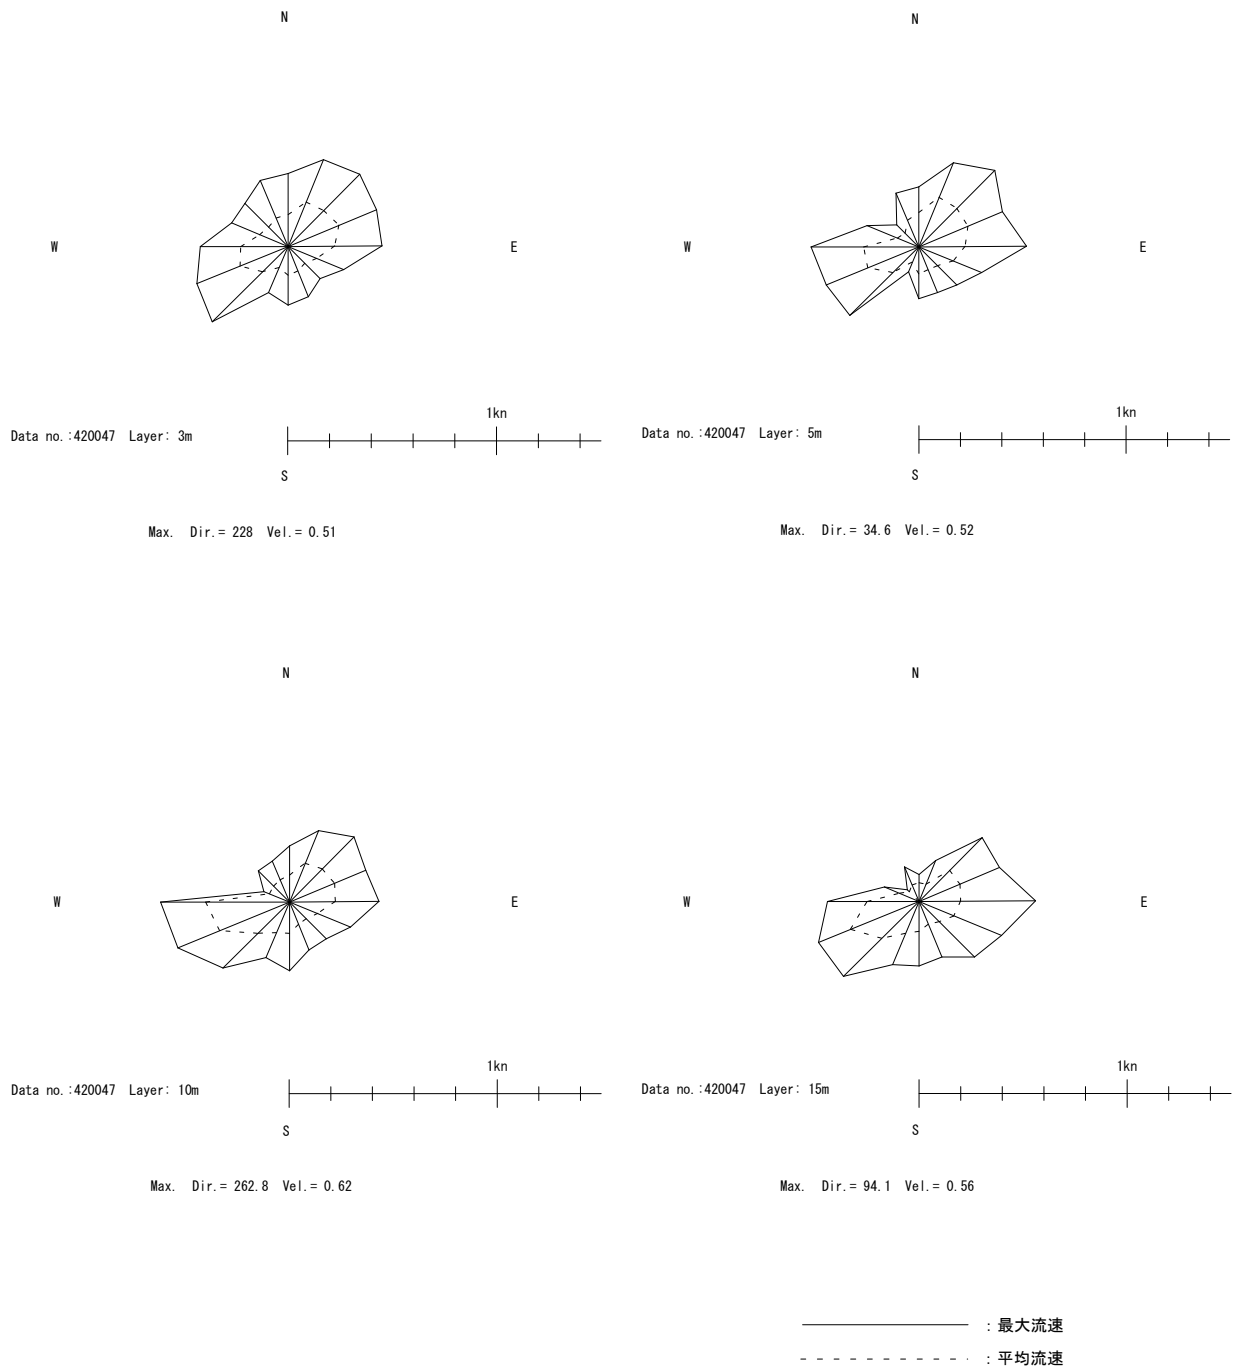 N
W
E
1kn
Data no.:420047 Layer: 3m
S
Max. Dir.= 228 Vel.= 0.51
N
W
E
1kn
Data no.:420047 Layer: 5m
S
Max. Dir.= 34.6 Vel.= 0.52
N
W
E
1kn
Data no.:420047 Layer: 10m
S
Max. Dir.= 262.8 Vel.= 0.62
N
W
E
1kn
Data no.:420047 Layer: 15m
S
Max. Dir.= 94.1 Vel.= 0.56
：最大流速
：平均流速